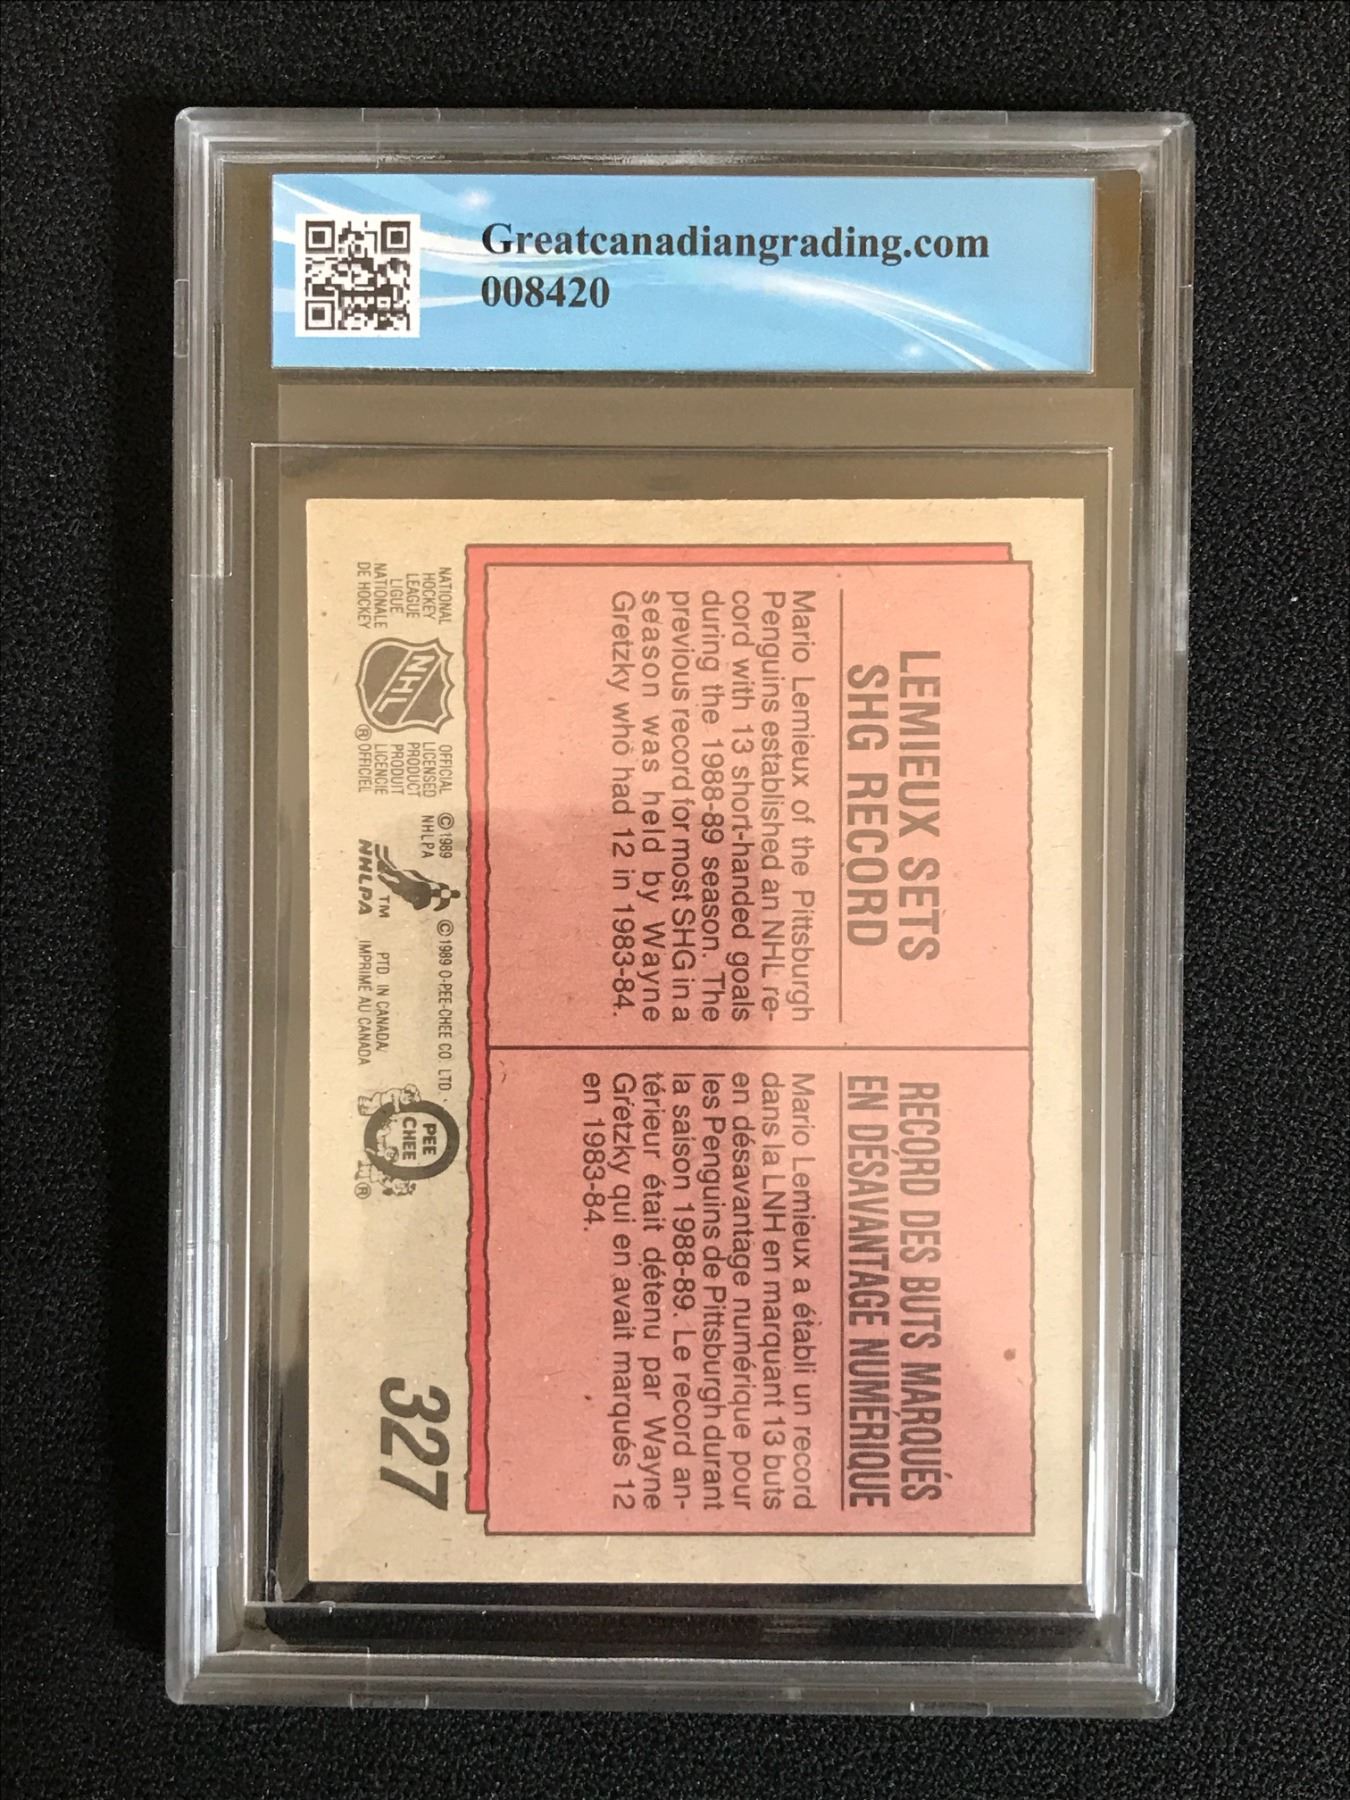 Greatcanadiangrading.com
008420
LEMIEUX SETS
SHG RECORD
Mario Lemieux of the Pittsburgh
Penguins established an NHL re-
cord with 13 short-handed goals
during the 1988-89 season. The
previous record for most SHG in a
season was held by Wayne
Gretzky who had 12 in 1983-84.
RECORD DES BUTS MARQUÉS
EN DÉSAVANTAGE NUMÉRIQUE
Mario Lemieux a établi un record
dans la LNH en marquant 13 buts
en désavantage numérique pour
les Penguins de Pittsburgh durant
la saison 1988-89. Le record an-
térieur était détenu par Wayne
Gretzky qui en avait marqués 12
en 1983-84.
NATIONAL
HOCKEY
LEAGUE
LIGUE
NATIONALE
DE HOCKEY
NHL
®
OFFICIAL
LICENSED
PRODUCT
PRODUIT
LICENCIE
OFFICIEL
© 1989
NHLPA
TM
NHLPA
© 1989 O-PEE-CHEE CO. LTD.
PTD. IN CANADA
IMPRIMÉ AU CANADA
O
PEE
CHEE
®
327